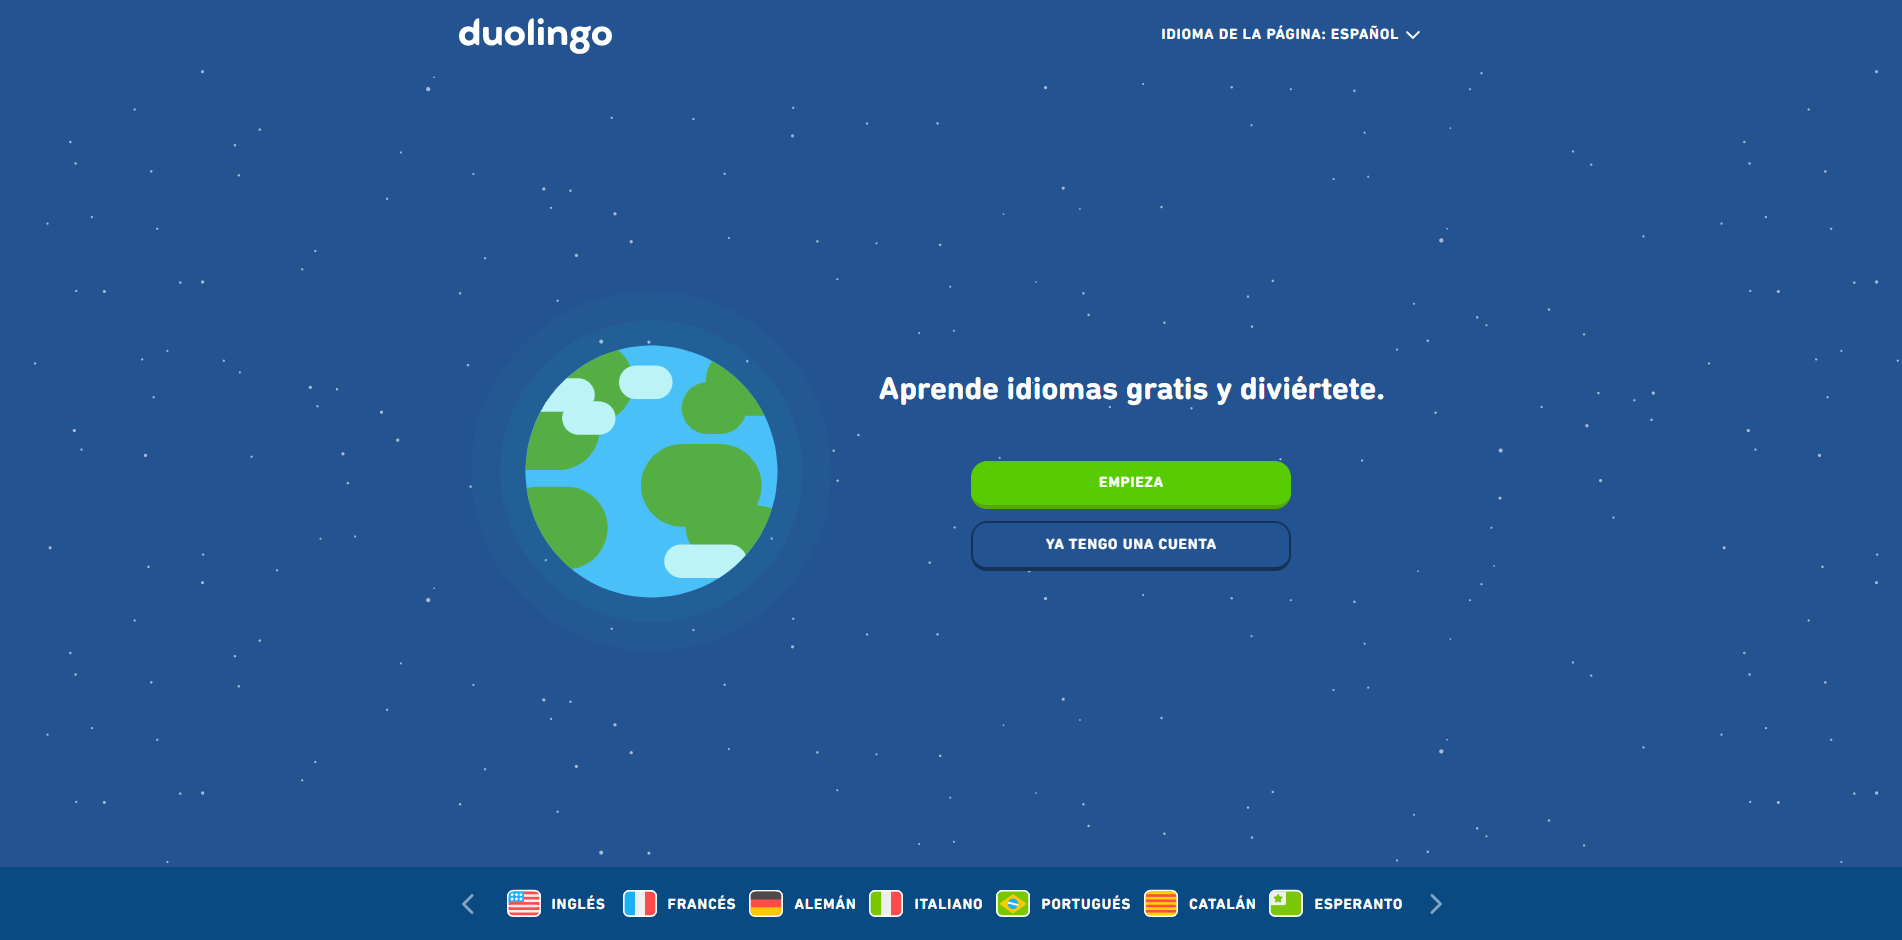 duolingo
IDIOMA DE LA PÁGINA: ESPAÑOL
Aprende idiomas gratis y diviértete.
EMPIEZA
YA TENGO UNA CUENTA
INGLÉS FRANCÉS ALEMÁN ITALIANO PORTUGUÉS CATALÁN ESPERANTO